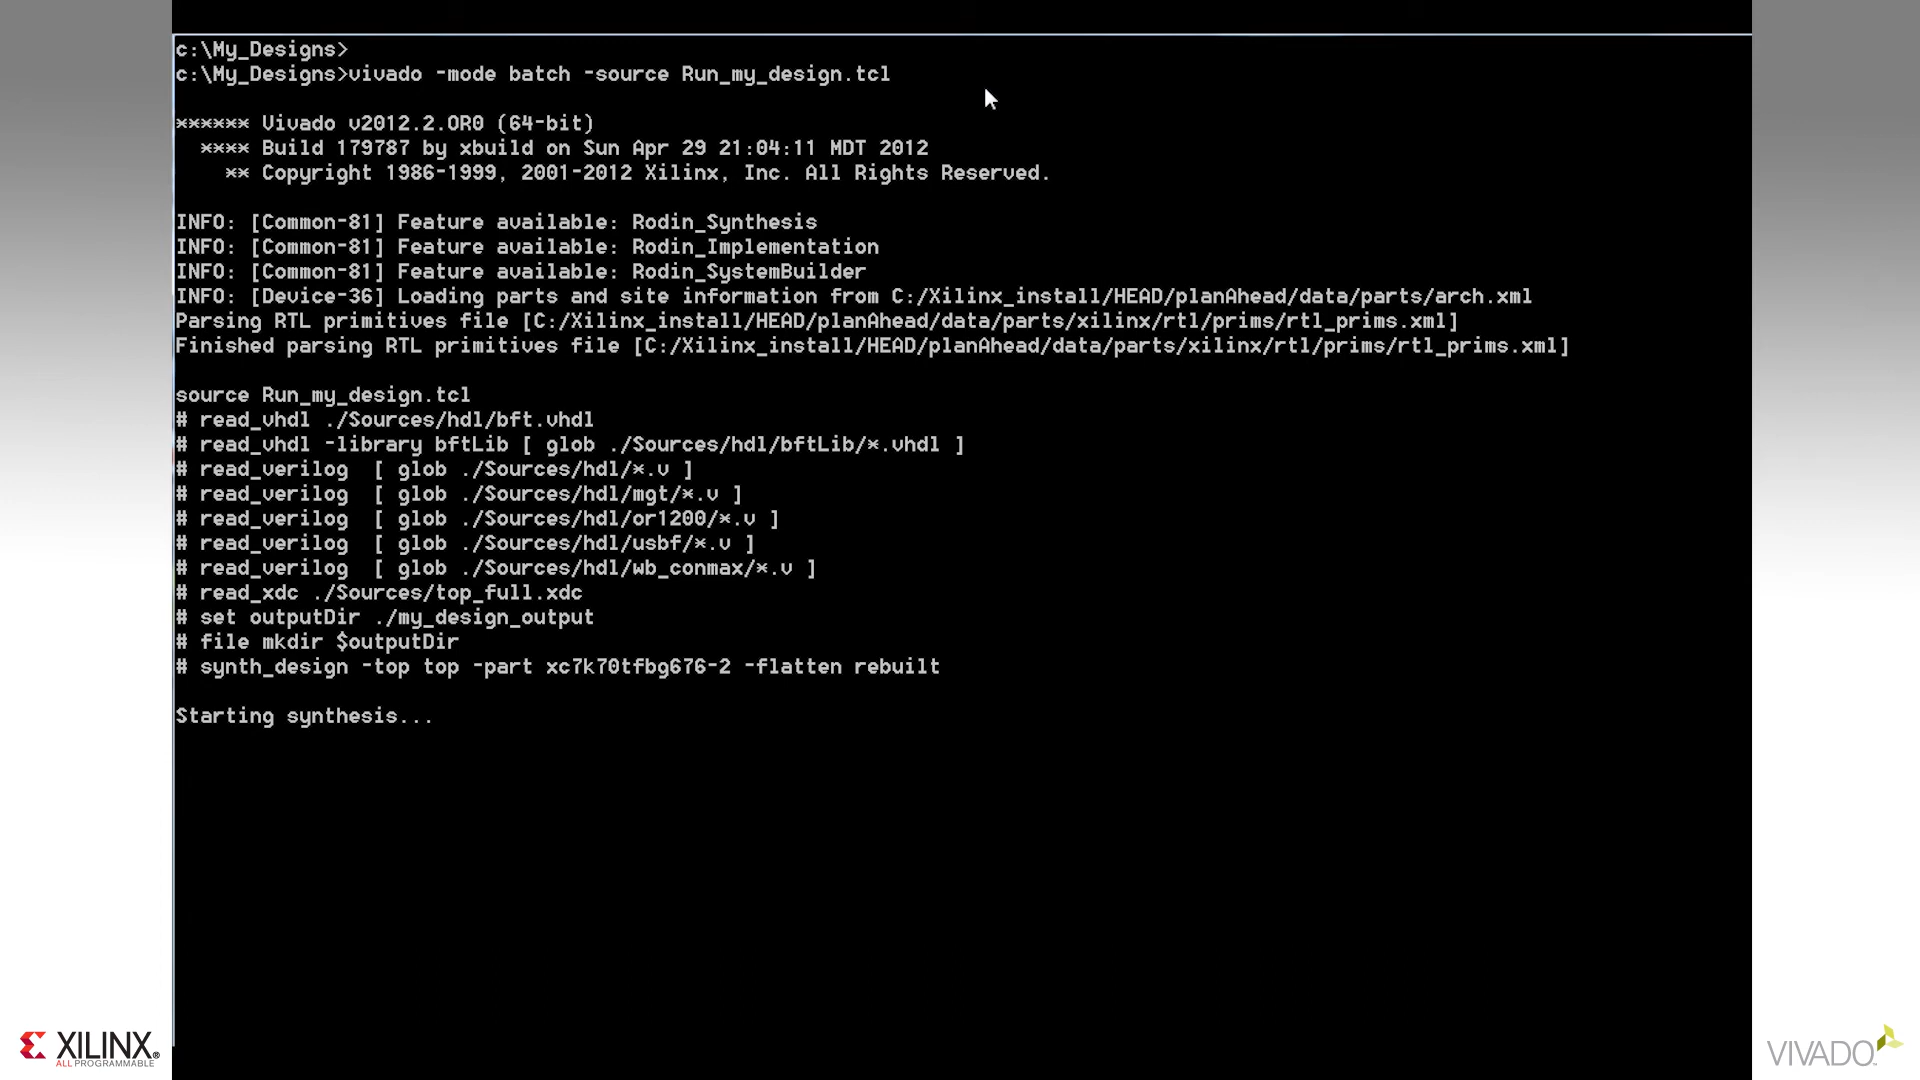 c:\My_Designs>
c:\My_Designs>vivado -mode batch -source Run_my_design.tcl
****** Vivado v2012.2.OR0 (64-bit)
**** Build 179787 by xbuild on Sun Apr 29 21:04:11 MDT 2012
** Copyright 1986-1999, 2001-2012 Xilinx, Inc. All Rights Reserved.
INFO: [Common-81] Feature available: Rodin_Synthesis
INFO: [Common-81] Feature available: Rodin_Implementation
INFO: [Common-81] Feature available: Rodin_SystemBuilder
INFO: [Device-36] Loading parts and site information from C:/Xilinx_install/HEAD/planAhead/data/parts/arch.xml
Parsing RTL primitives file [C:/Xilinx_install/HEAD/planAhead/data/parts/xilinx/rtl/prims/rtl_prims.xml]
Finished parsing RTL primitives file [C:/Xilinx_install/HEAD/planAhead/data/parts/xilinx/rtl/prims/rtl_prims.xml]
source Run_my_design.tcl
# read_vhdl ./Sources/hdl/bft.vhdl
# read_vhdl -library bftLib [ glob ./Sources/hdl/bftLib/*.vhdl ]
# read_verilog  [ glob ./Sources/hdl/*.v ]
# read_verilog  [ glob ./Sources/hdl/mgt/*.v ]
# read_verilog  [ glob ./Sources/hdl/or1200/*.v ]
# read_verilog  [ glob ./Sources/hdl/usbf/*.v ]
# read_verilog  [ glob ./Sources/hdl/wb_conmax/*.v ]
# read_xdc ./Sources/top_full.xdc
# set outputDir ./my_design_output
# file mkdir $outputDir
# synth_design -top top -part xc7k70tfbg676-2 -flatten rebuilt
Starting synthesis...
XILINX®
ALL PROGRAMMABLE
VIVADO™